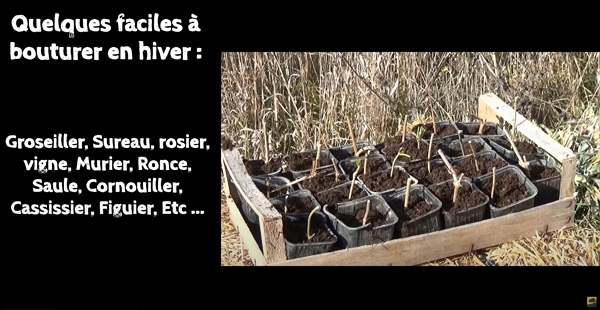 Quelques faciles à
bouturer en hiver :
Groseiller, Sureau, rosier,
vigne, Murier, Ronce,
Saule, Cornouiller,
Cassissier, Figuier, Etc ...